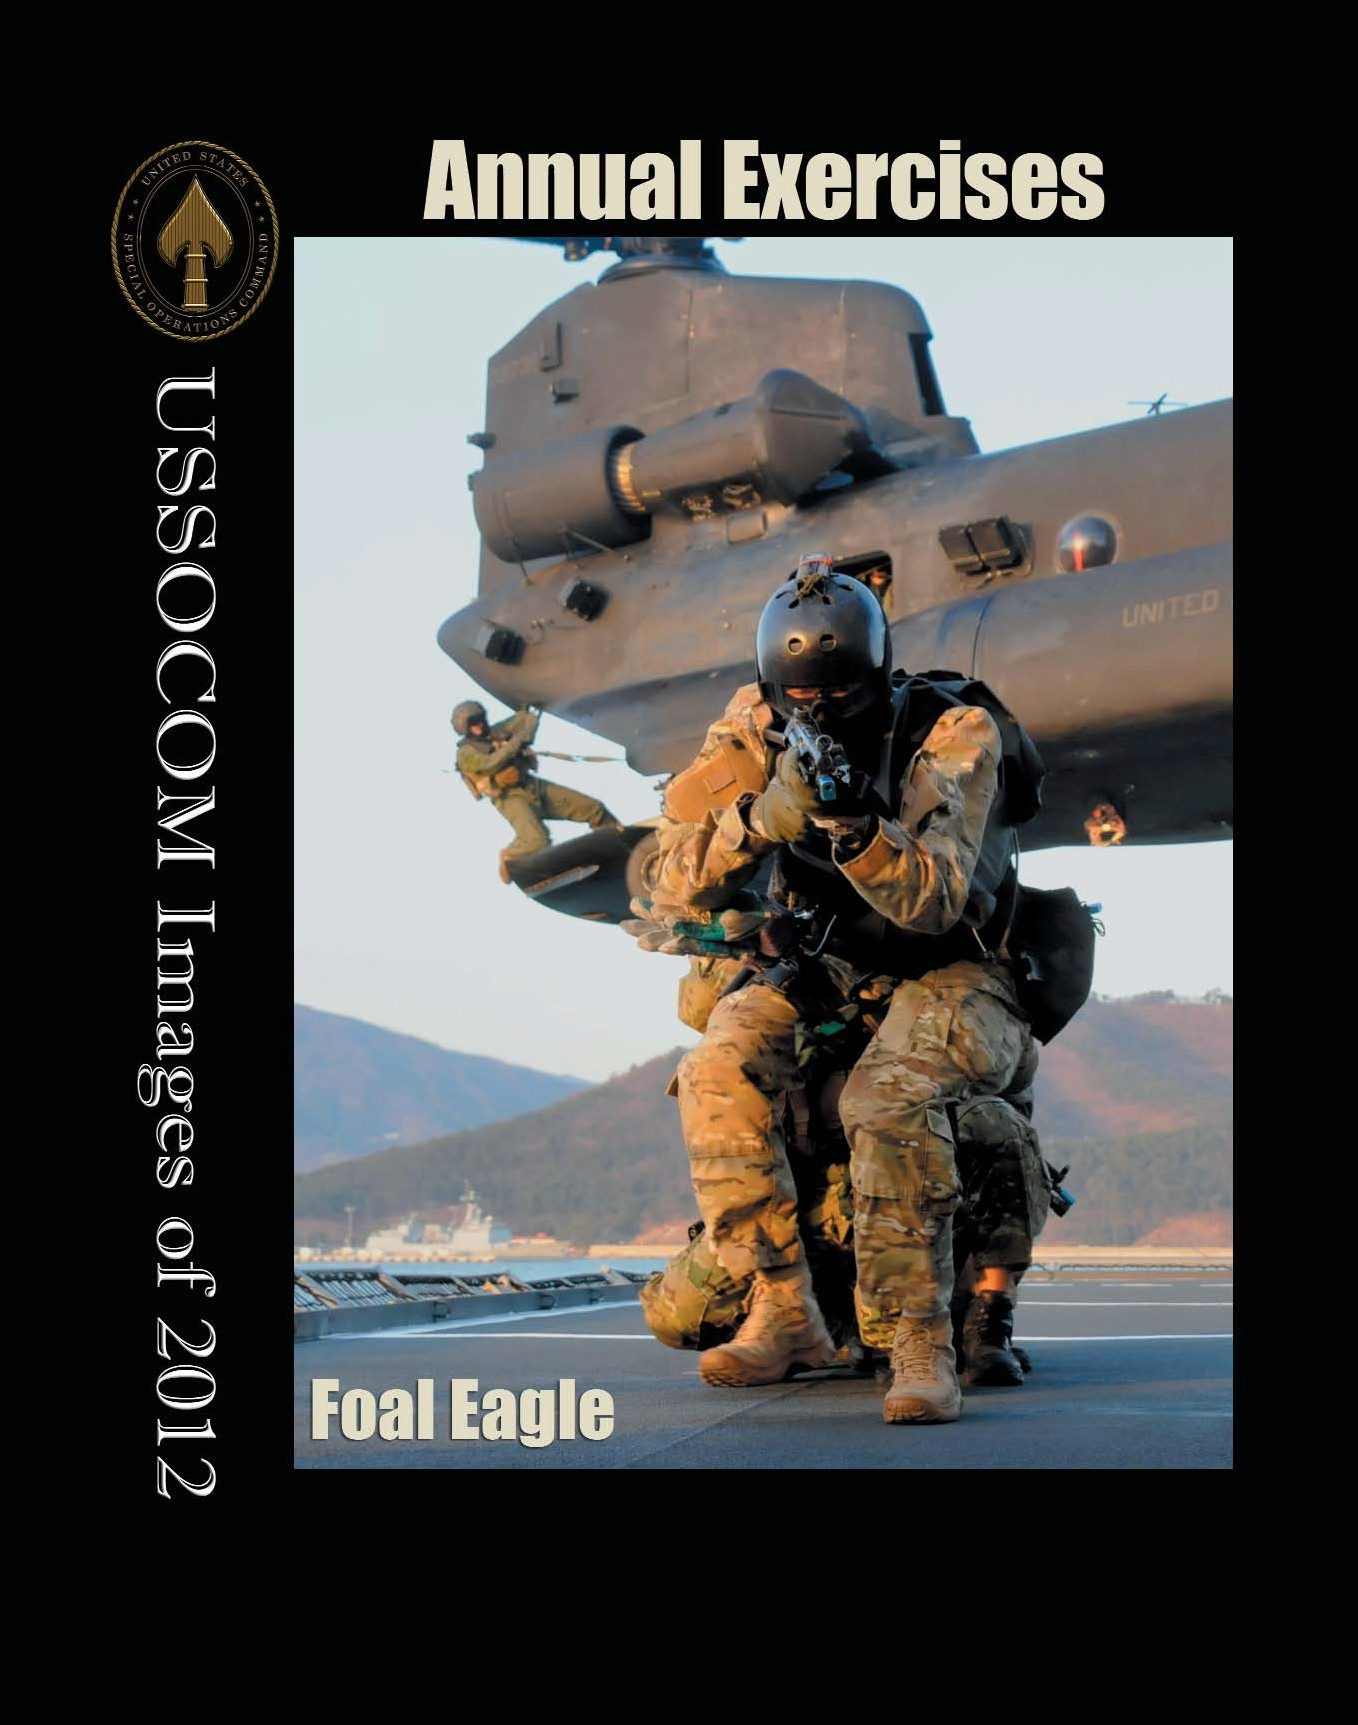 Annual Exercises
UNITED STATES
SPECIAL OPERATIONS COMMAND
USSOCOM Images of 2012
UNITED
Foal Eagle